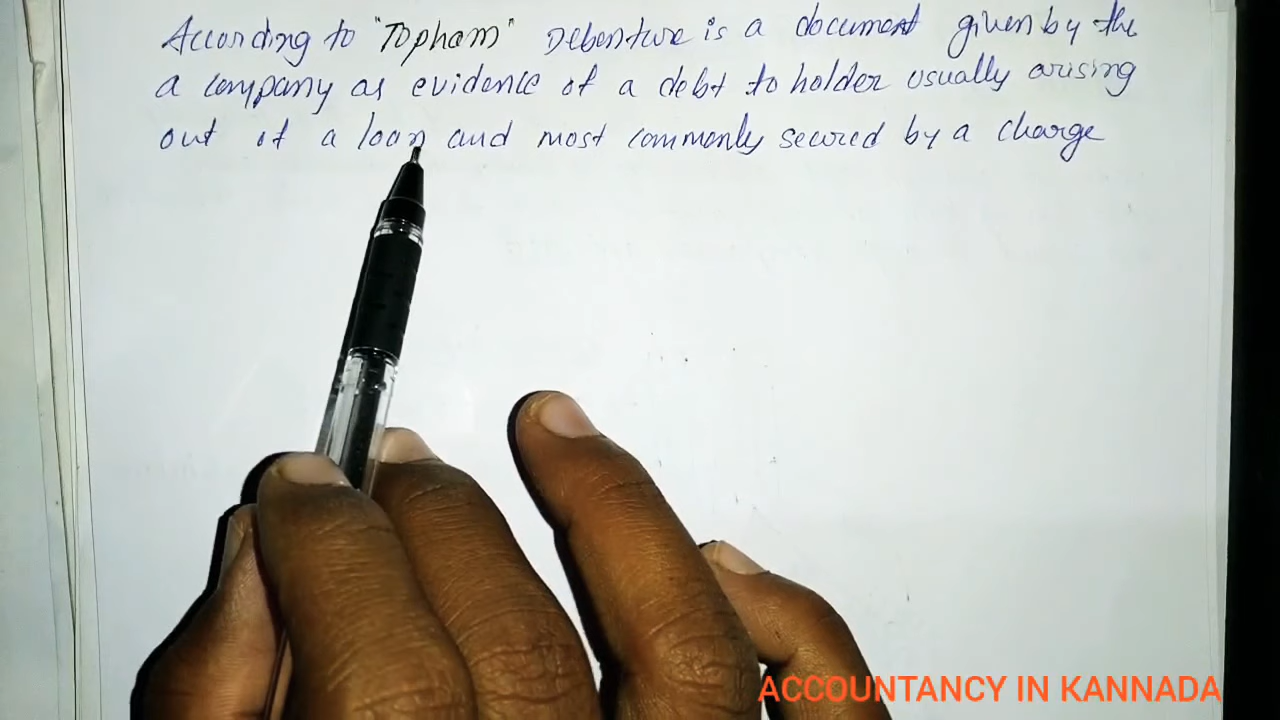 According to "Topham" Debenture is a document given by the
a company as evidence of a debt to holder usually arising
out of a loan and most commonly secured by a charge
ACCOUNTANCY IN KANNADA